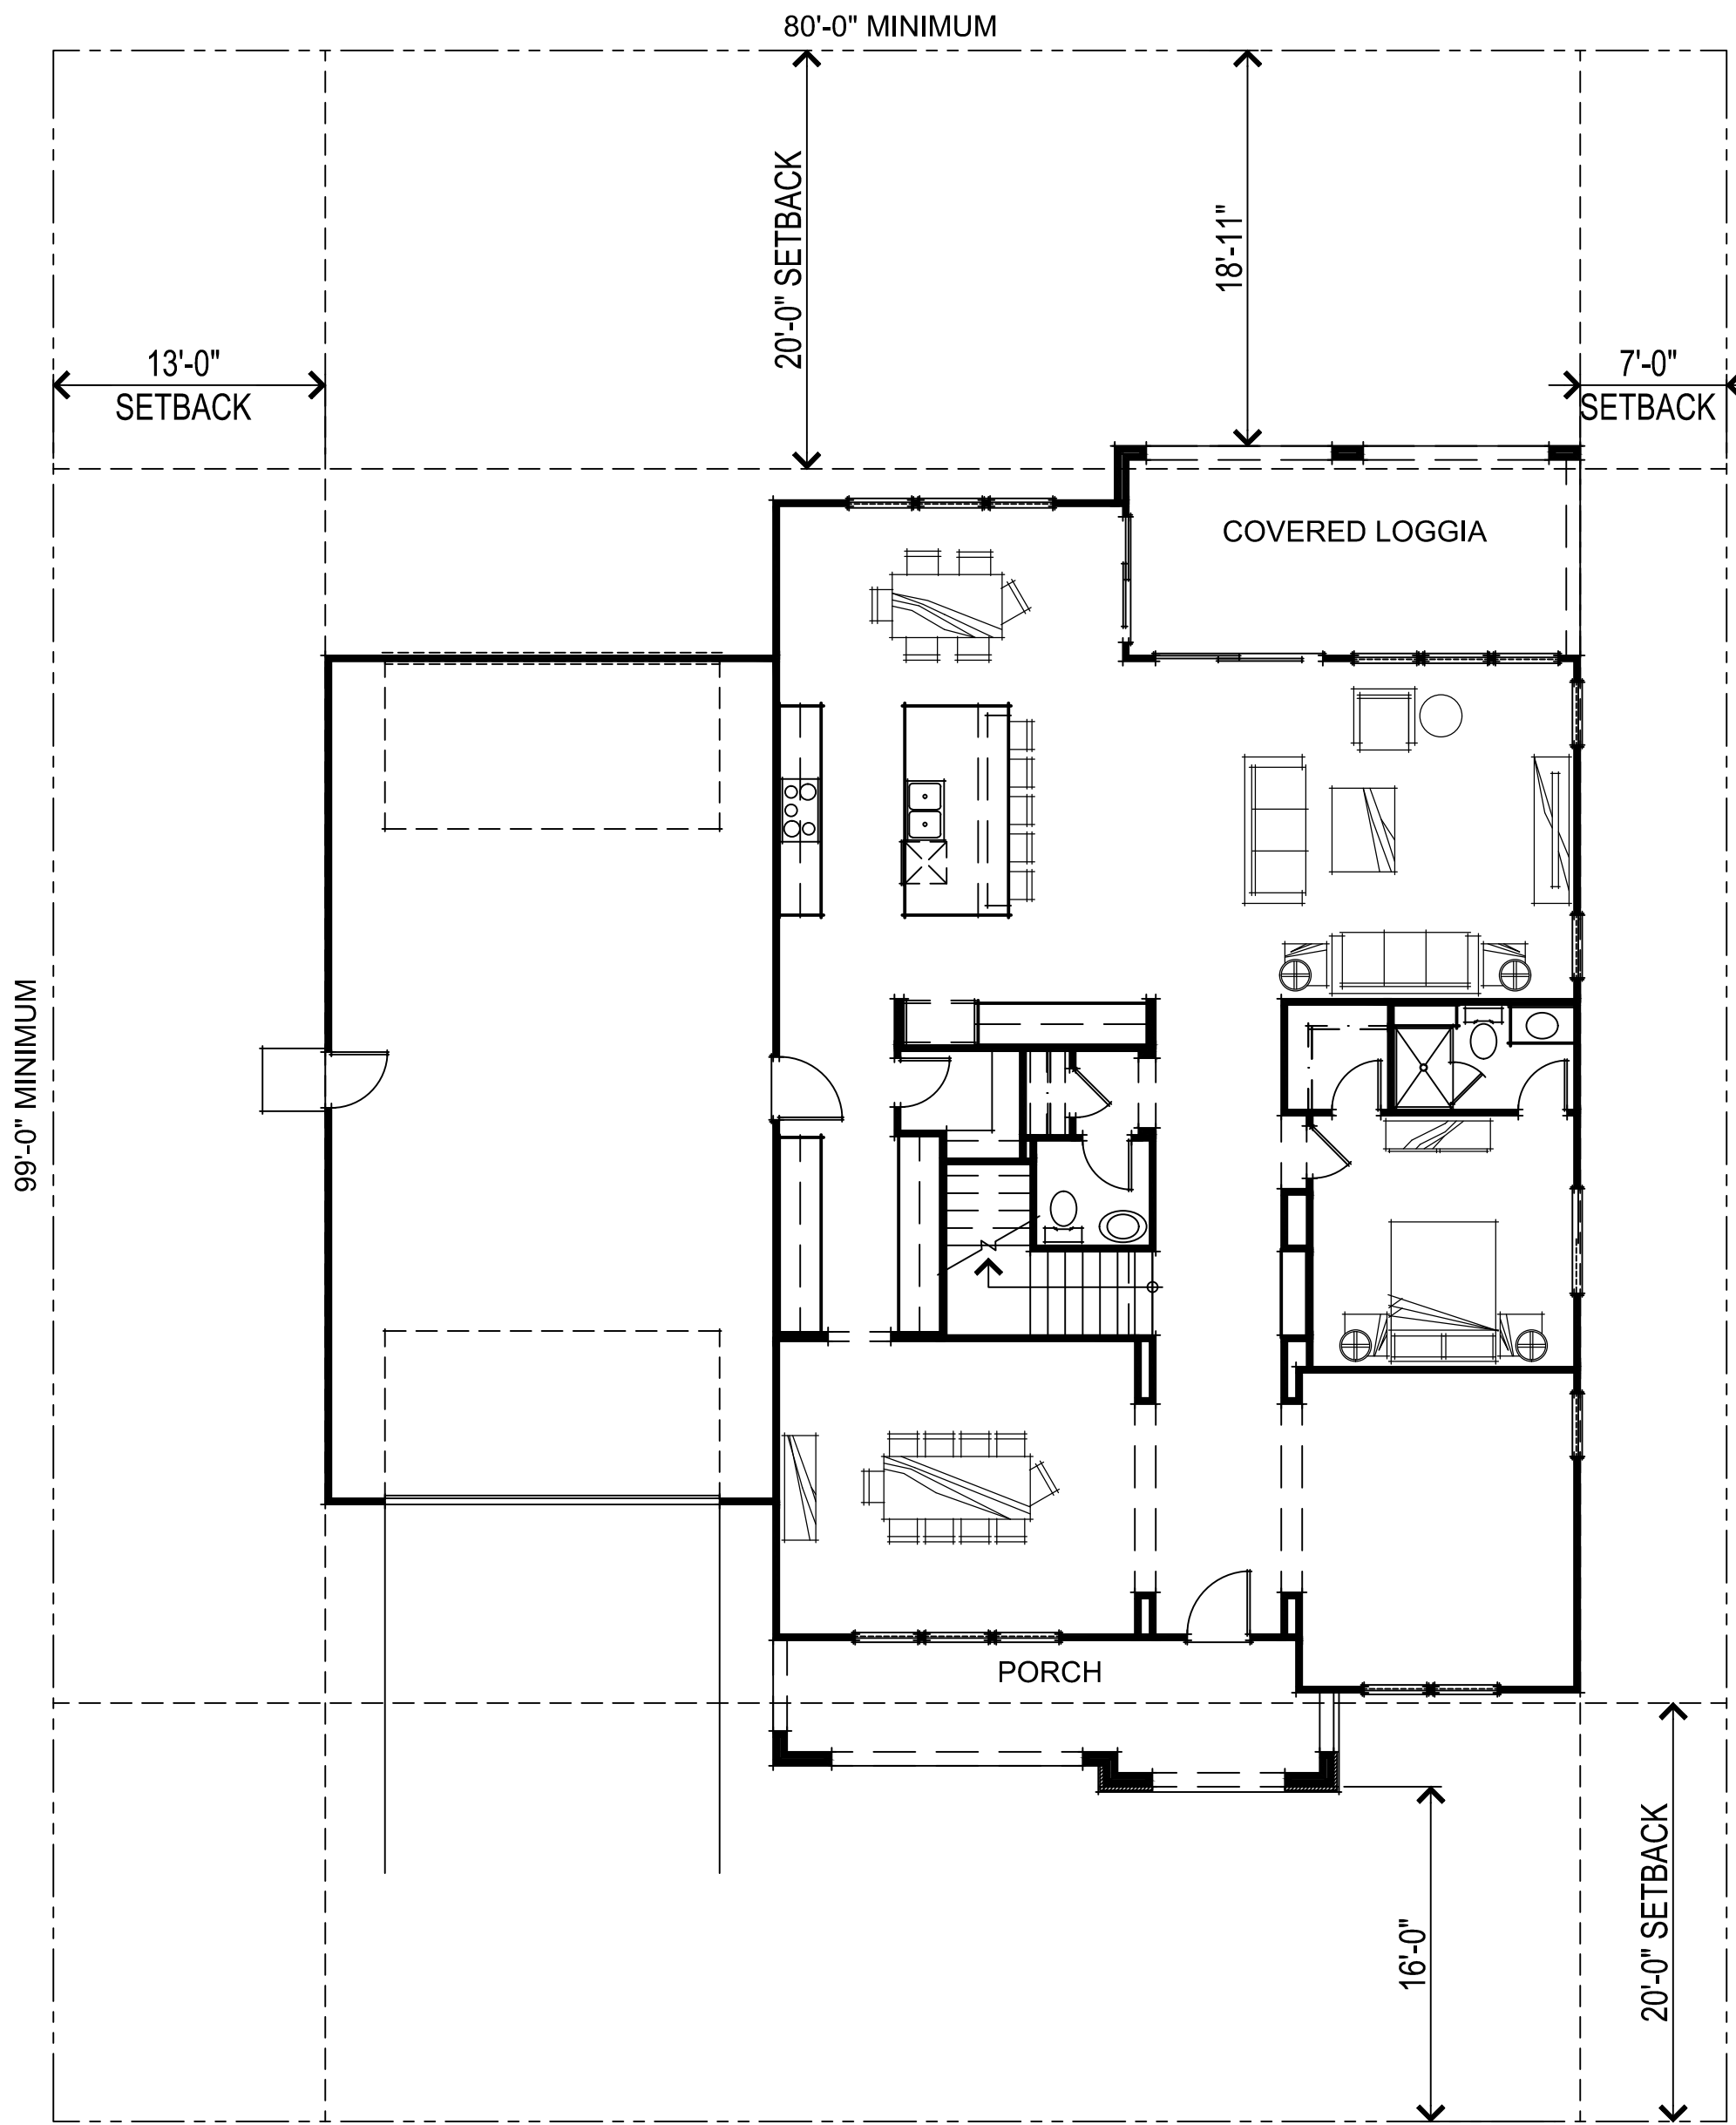 80'-0" MINIMUM
20'-0" SETBACK
18'-11"
13'-0"
SETBACK
7'-0"
SETBACK
COVERED LOGGIA
99'-0" MINIMUM
PORCH
16'-0"
20'-0" SETBACK